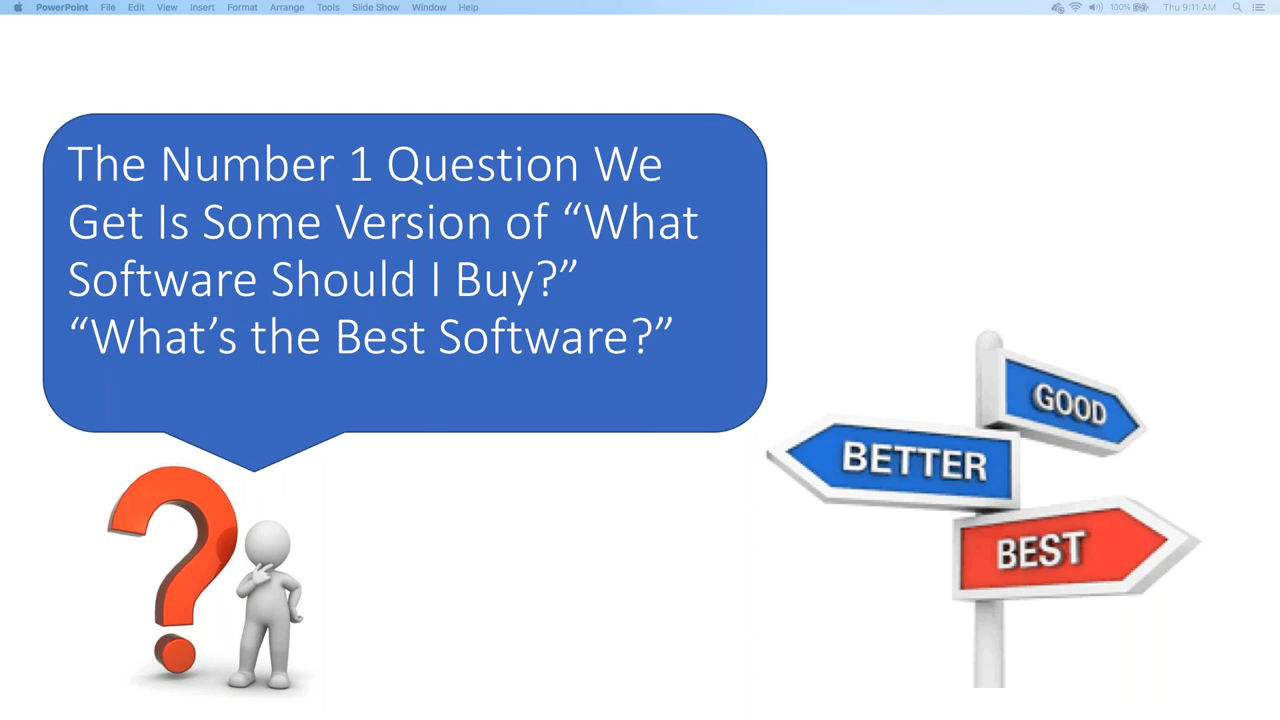 PowerPoint File Edit View Insert Format Arrange Tools Slide Show Window Help 100% Thu 9:11 AM
The Number 1 Question We
Get Is Some Version of “What
Software Should I Buy?”
“What’s the Best Software?”
GOOD
BETTER
BEST